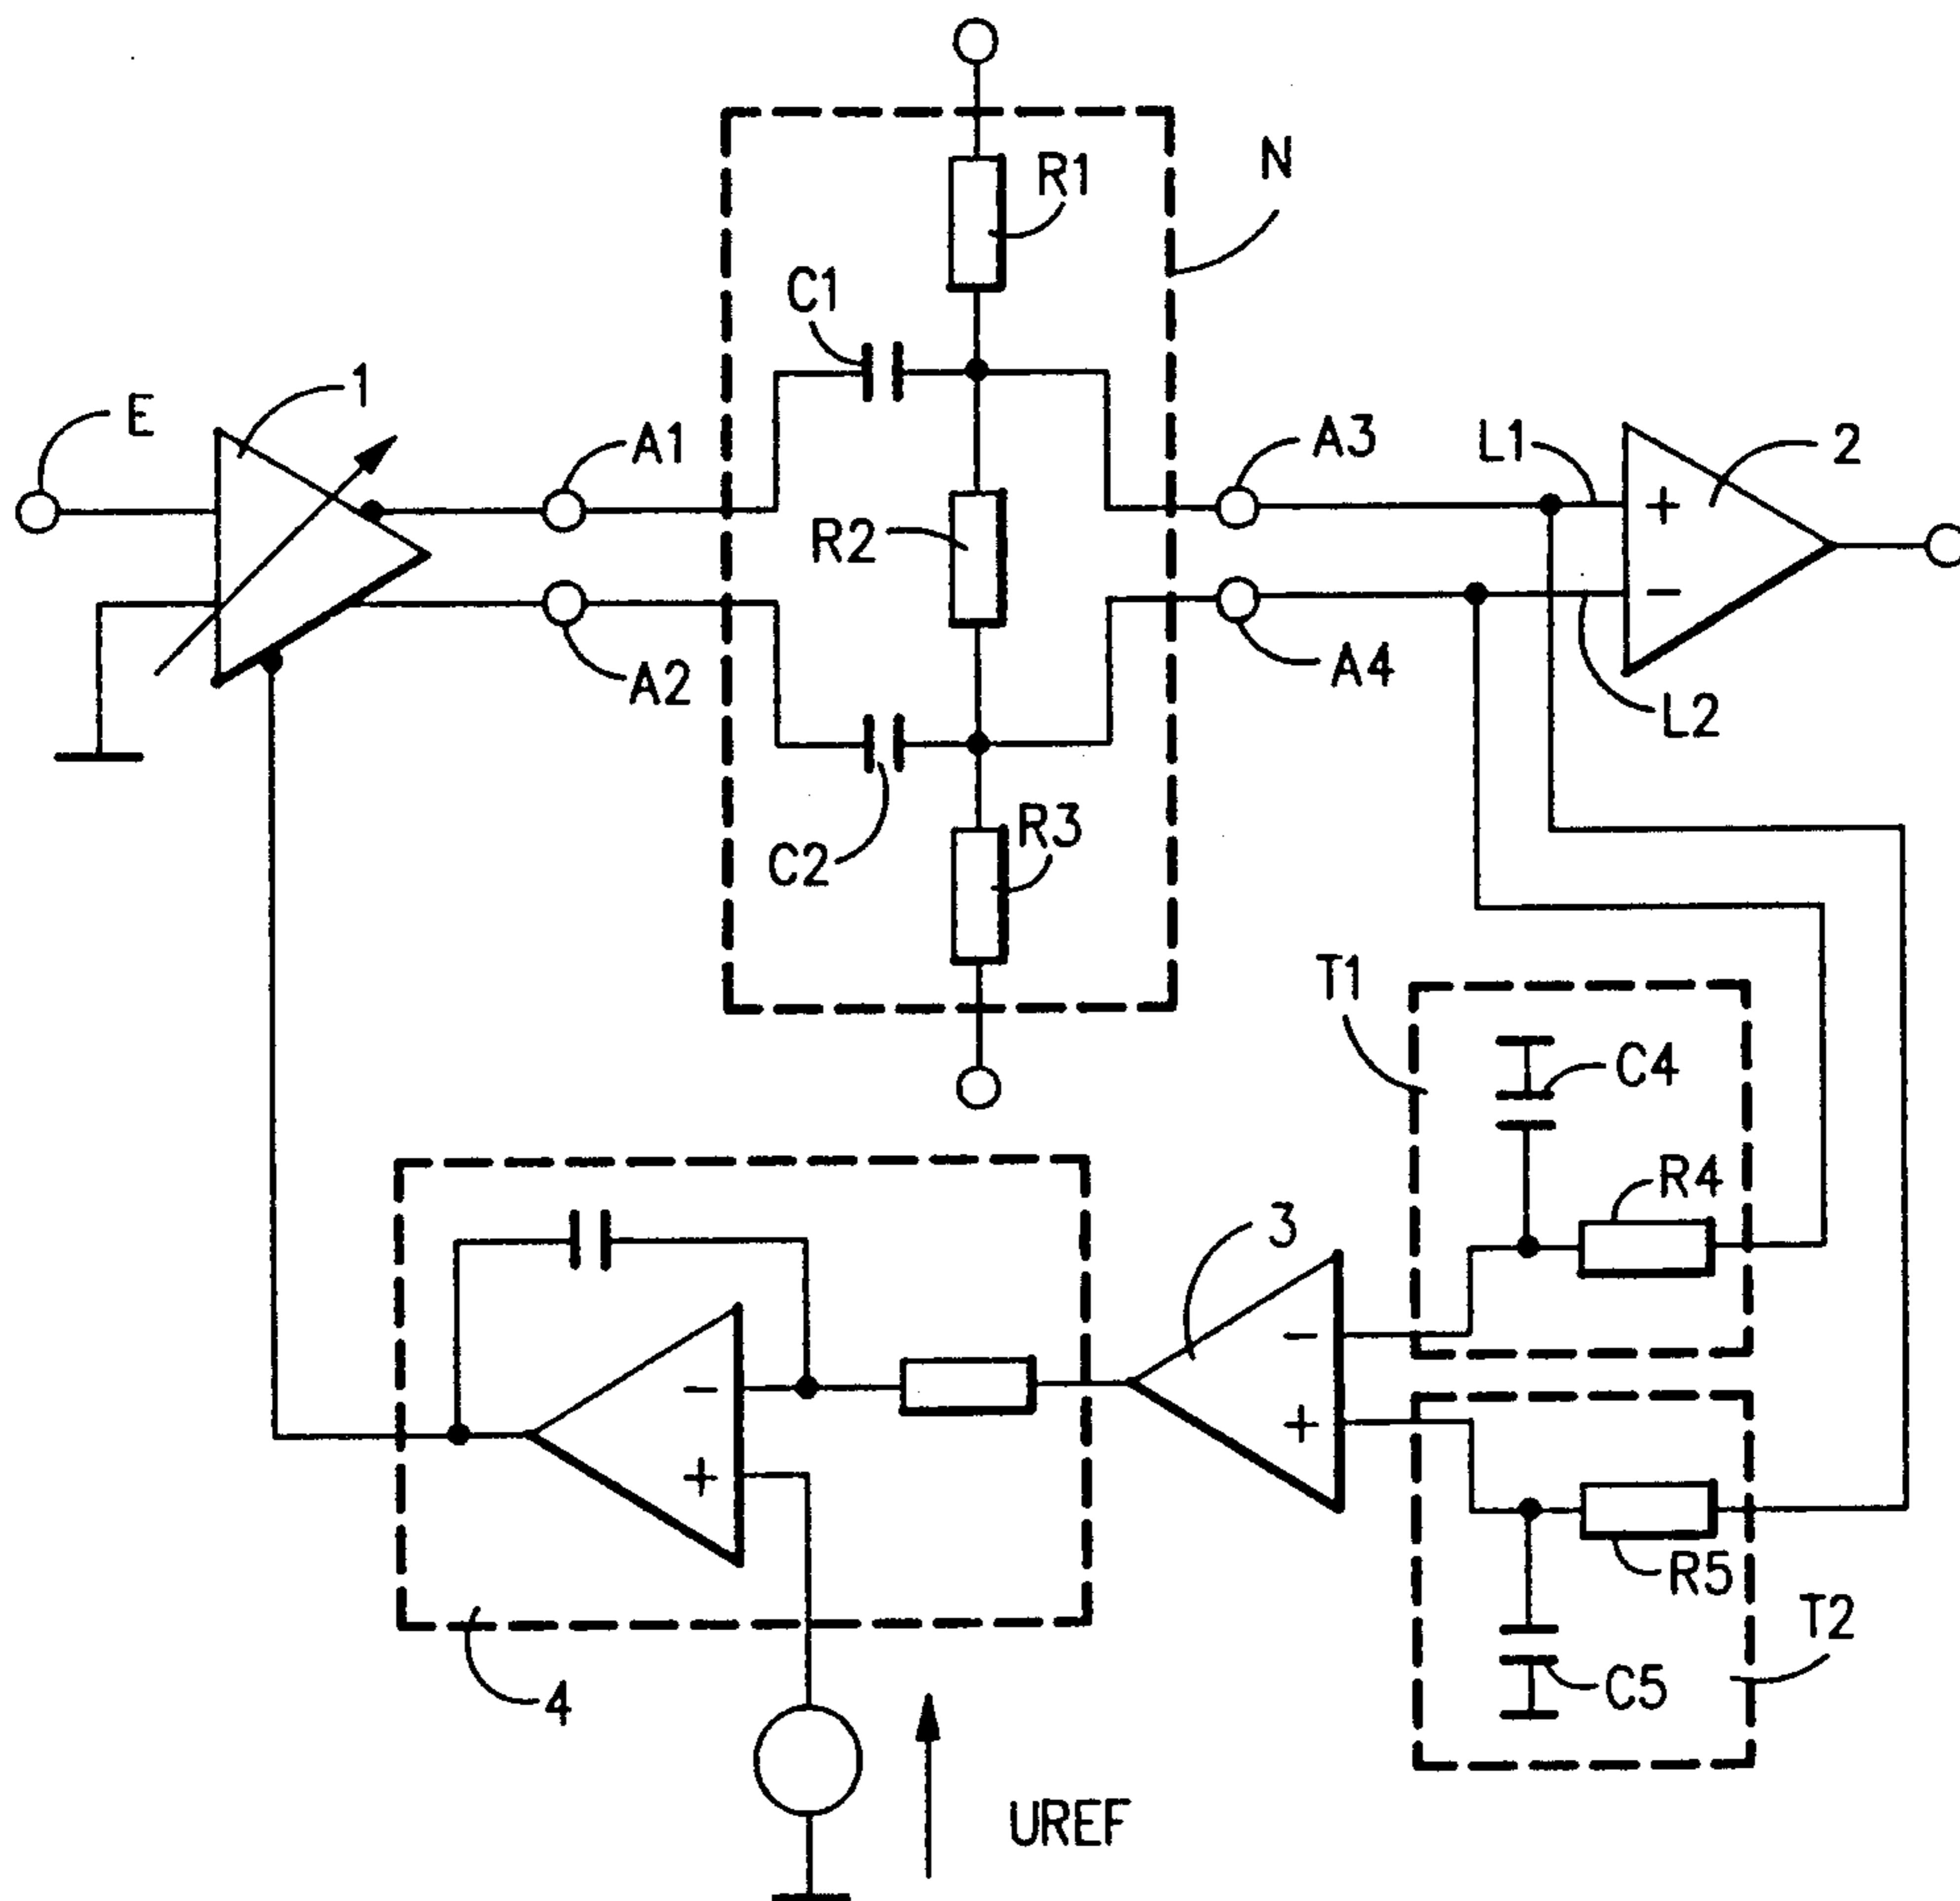 N
R1
C1
1
E
A1
A3
L1
2
+
R2
−
A2
A4
L2
R3
C2
T1
C4
R4
3
−
−
+
+
R5
T2
C5
4
UREF